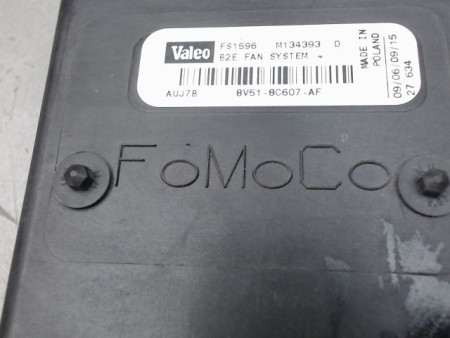 Valeo
FS1596 M134393 D
B2E FAN SYSTEM
AUJ7B 8V51-8C607-AF
MADE IN
POLAND
09/06/09/15
27 634
FoMoCo